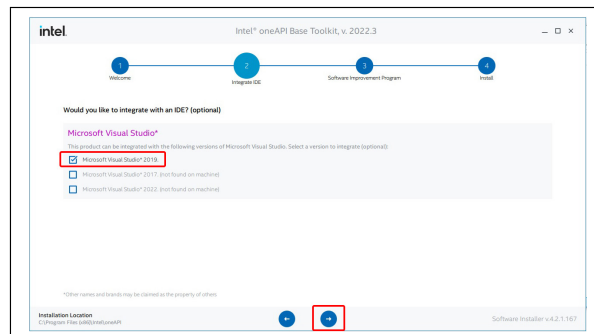 intel.
Intel® oneAPI Base Toolkit, v. 2022.3
1
2
3
4
Welcome
Integrate IDE
Software Improvement Program
Install
Would you like to integrate with an IDE? (optional)
Microsoft Visual Studio*
This product can be integrated with the following versions of Microsoft Visual Studio. Select a version to integrate (optional):
Microsoft Visual Studio* 2019.
Microsoft Visual Studio* 2017. (not found on machine)
Microsoft Visual Studio* 2022. (not found on machine)
*Other names and brands may be claimed as the property of others
Installation Location
C:\Program Files (x86)\Intel\oneAPI
Software Installer v.4.2.1.167